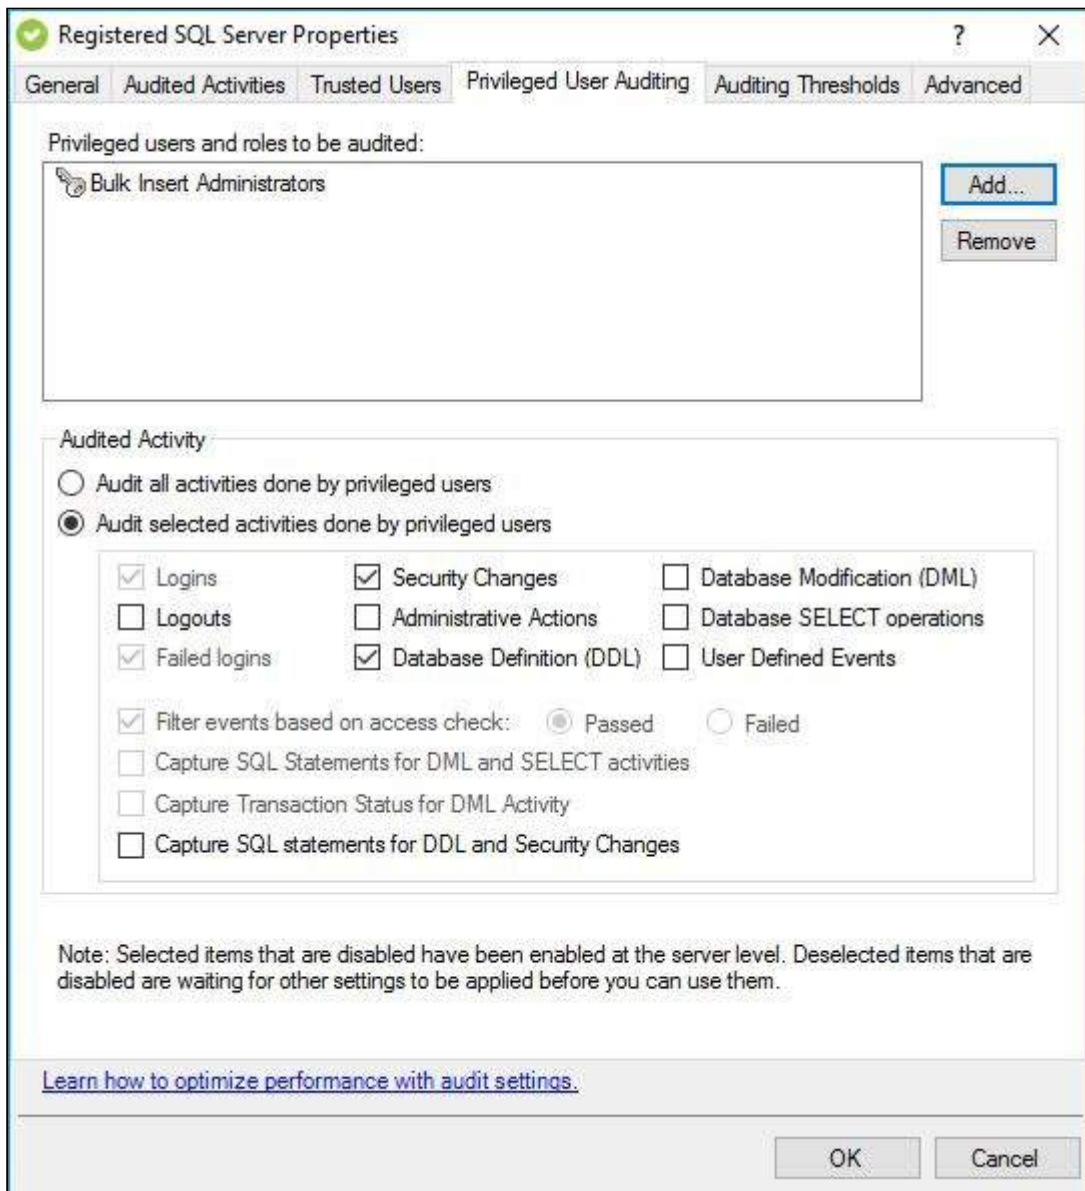 Registered SQL Server Properties ? 
General Audited Activities Trusted Users Privileged User Auditing Auditing Thresholds Advanced
Privileged users and roles to be audited:
Bulk Insert Administrators
Add...
Remove
Audited Activity
Audit all activities done by privileged users
Audit selected activities done by privileged users
Logins Security Changes Database Modification (DML)
Logouts Administrative Actions Database SELECT operations
Failed logins Database Definition (DDL) User Defined Events
Filter events based on access check: Passed Failed
Capture SQL Statements for DML and SELECT activities
Capture Transaction Status for DML Activity
Capture SQL statements for DDL and Security Changes
Note: Selected items that are disabled have been enabled at the server level. Deselected items that are
disabled are waiting for other settings to be applied before you can use them.
Learn how to optimize performance with audit settings.
OK Cancel